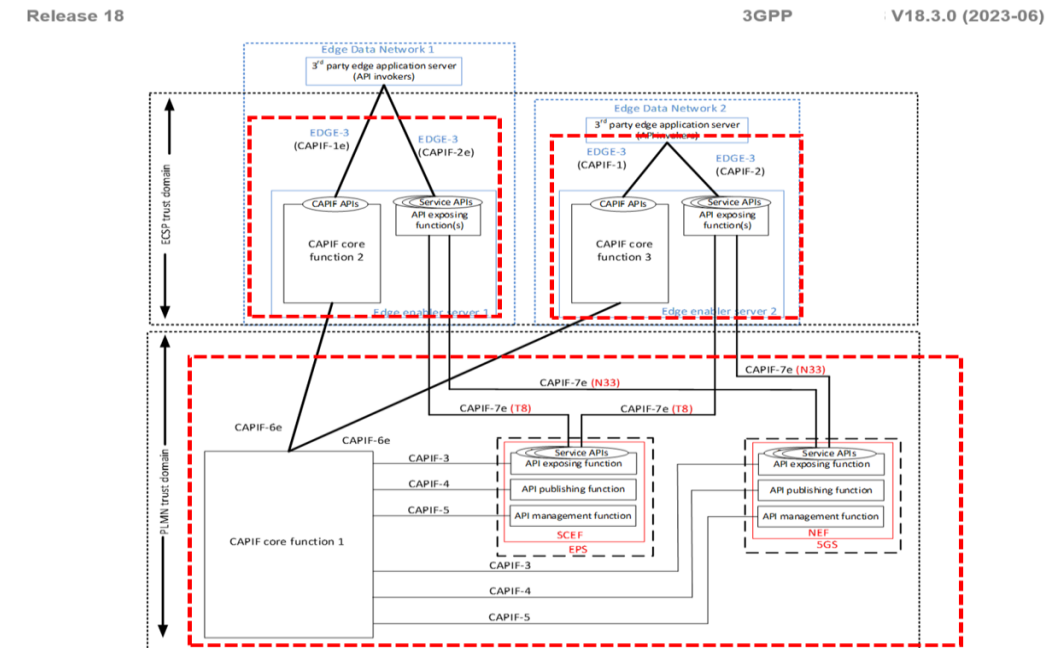 Release 18 3GPP V18.3.0 (2023-06)
Edge Data Network 1
3rd party edge application server
(API invokers)
Edge Data Network 2
3rd party edge application server
(API invokers)
EDGE-3
(CAPIF-1e)
EDGE-3
(CAPIF-2e)
EDGE-3
(CAPIF-1)
EDGE-3
(CAPIF-2)
ECSP trust domain
CAPIF APIs
Service APIs
API exposing
function(s)
CAPIF core
function 2
Edge enabler server 1
CAPIF APIs
Service APIs
API exposing
function(s)
CAPIF core
function 3
Edge enabler server 2
PLMN trust domain
CAPIF-7e (N33)
CAPIF-7e (N33)
CAPIF-7e (T8)
CAPIF-7e (T8)
CAPIF-6e
CAPIF-6e
CAPIF core function 1
CAPIF-3
CAPIF-4
CAPIF-5
Service APIs
API exposing function
API publishing function
API management function
SCEF
EPS
Service APIs
API exposing function
API publishing function
API management function
NEF
5GS
CAPIF-3
CAPIF-4
CAPIF-5